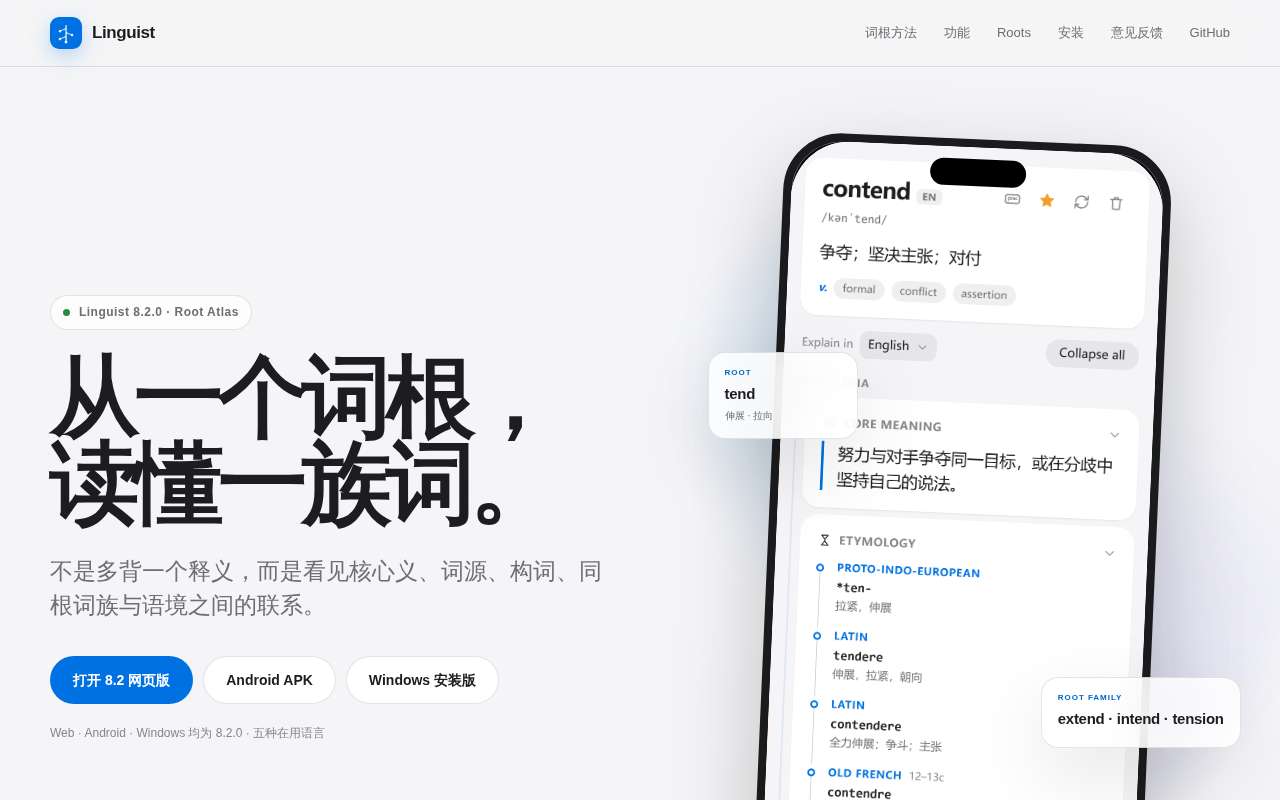 Linguist
词根方法 功能 Roots 安装 意见反馈 GitHub
Linguist 8.2.0 · Root Atlas
从一个词根，
读懂一族词。
不是多背一个释义，而是看见核心义、词源、构词、同
根词族与语境之间的联系。
打开 8.2 网页版 Android APK Windows 安装版
Web · Android · Windows 均为 8.2.0 · 五种在用语言
contend EN
/kənˈtend/
争夺；坚决主张；对付
v. formal conflict assertion
Explain in English Collapse all
ROOT
tend
伸展 · 拉向
CORE MEANING
努力与对手争夺同一目标，或在分歧中
坚持自己的说法。
ETYMOLOGY
PROTO-INDO-EUROPEAN
*ten-
拉紧，伸展
LATIN
tendere
伸展，拉紧，朝向
LATIN
contendere
全力伸展；争斗；主张
OLD FRENCH 12–13c
contendre
ROOT FAMILY
extend · intend · tension